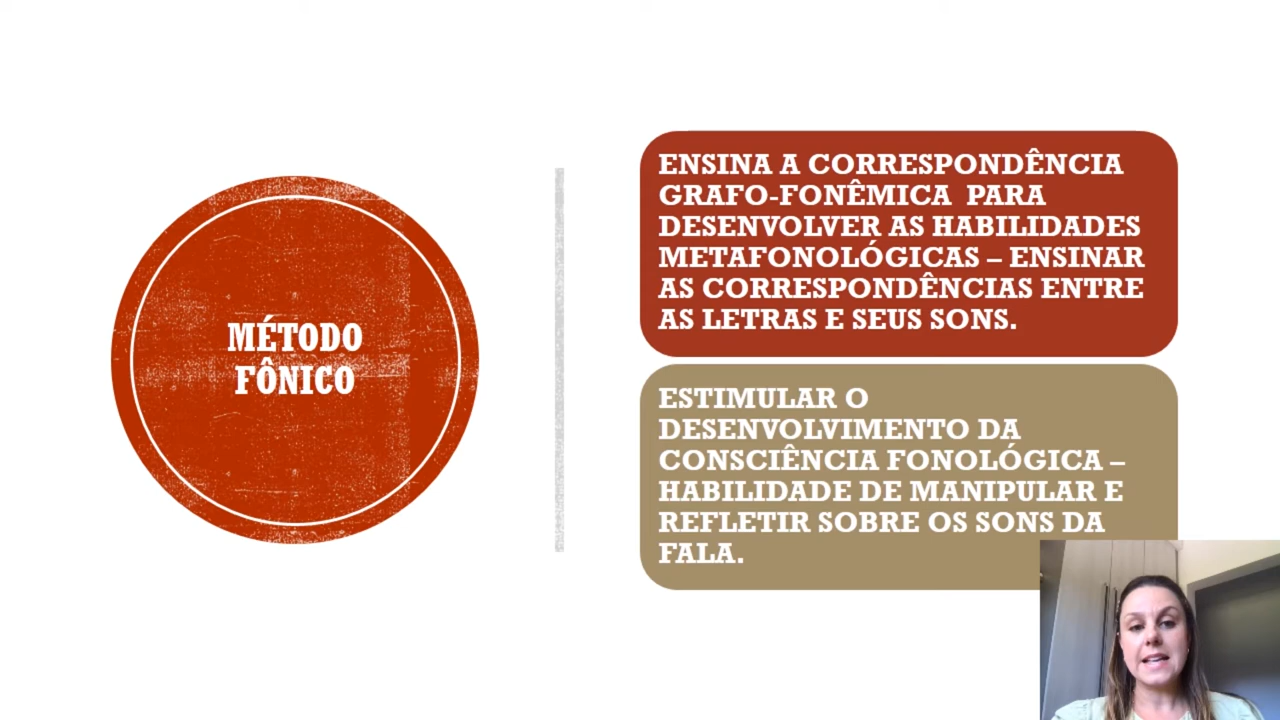 MÉTODO
FÔNICO
ENSINA A CORRESPONDÊNCIA
GRAFO-FONÊMICA PARA
DESENVOLVER AS HABILIDADES
METAFONOLÓGICAS – ENSINAR
AS CORRESPONDÊNCIAS ENTRE
AS LETRAS E SEUS SONS.
ESTIMULAR O
DESENVOLVIMENTO DA
CONSCIÊNCIA FONOLÓGICA –
HABILIDADE DE MANIPULAR E
REFLETIR SOBRE OS SONS DA
FALA.